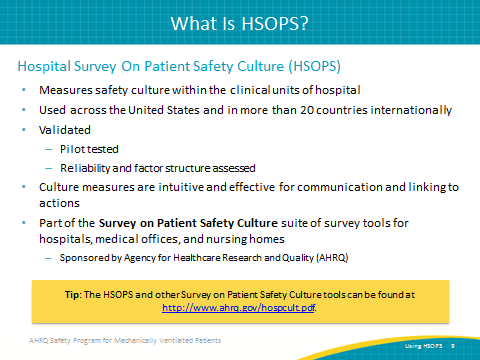 What Is HSOPS?
Hospital Survey On Patient Safety Culture (HSOPS)
• Measures safety culture within the clinical units of hospital
• Used across the United States and in more than 20 countries internationally
• Validated
– Pilot tested
– Reliability and factor structure assessed
• Culture measures are intuitive and effective for communication and linking to
actions
• Part of the Survey on Patient Safety Culture suite of survey tools for
hospitals, medical offices, and nursing homes
– Sponsored by Agency for Healthcare Research and Quality (AHRQ)
Tip: The HSOPS and other Survey on Patient Safety Culture tools can be found at
http://www.ahrq.gov/hospcult.pdf.
AHRQ Safety Program for Mechanically Ventilated Patients
Using HSOPS 9